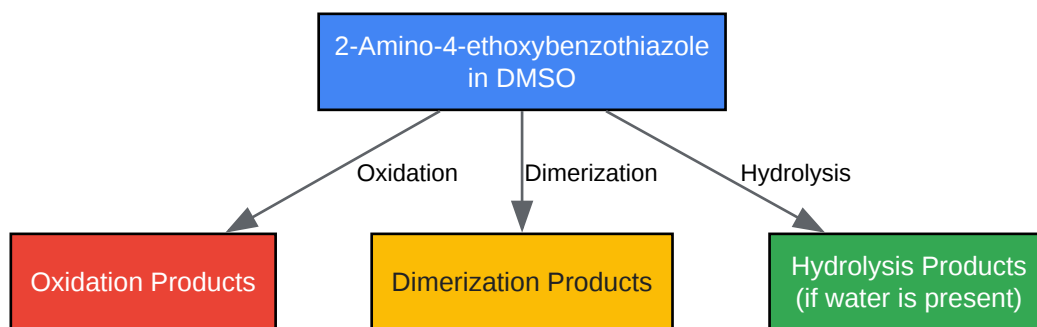 2-Amino-4-ethoxybenzothiazole
in DMSO
Oxidation
Dimerization
Hydrolysis
Oxidation Products
Dimerization Products
Hydrolysis Products
(if water is present)